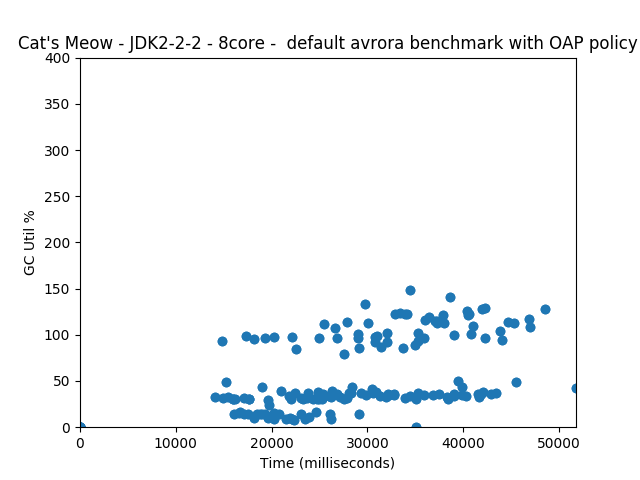 Cat's Meow - JDK2-2-2 - 8core -  default avrora benchmark with OAP policy
400
350
300
250
200
150
100
50
0
GC Util %
0 10000 20000 30000 40000 50000
Time (milliseconds)